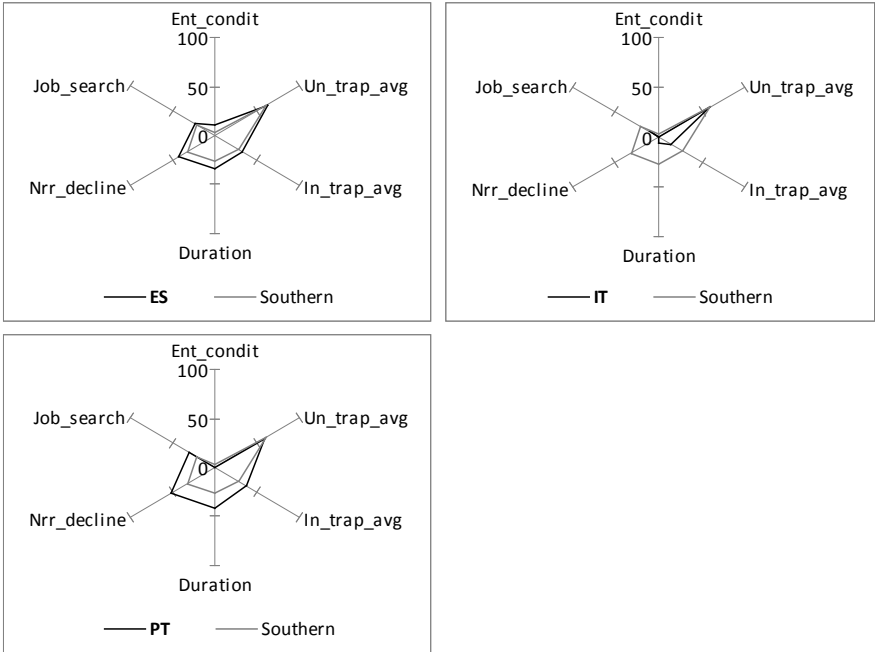 Ent_condit
100
Job_search
Un_trap_avg
50
0
Nrr_decline
In_trap_avg
Duration
ES Southern
Ent_condit
100
Job_search
Un_trap_avg
50
0
Nrr_decline
In_trap_avg
Duration
IT Southern
Ent_condit
100
Job_search
Un_trap_avg
50
0
Nrr_decline
In_trap_avg
Duration
PT Southern